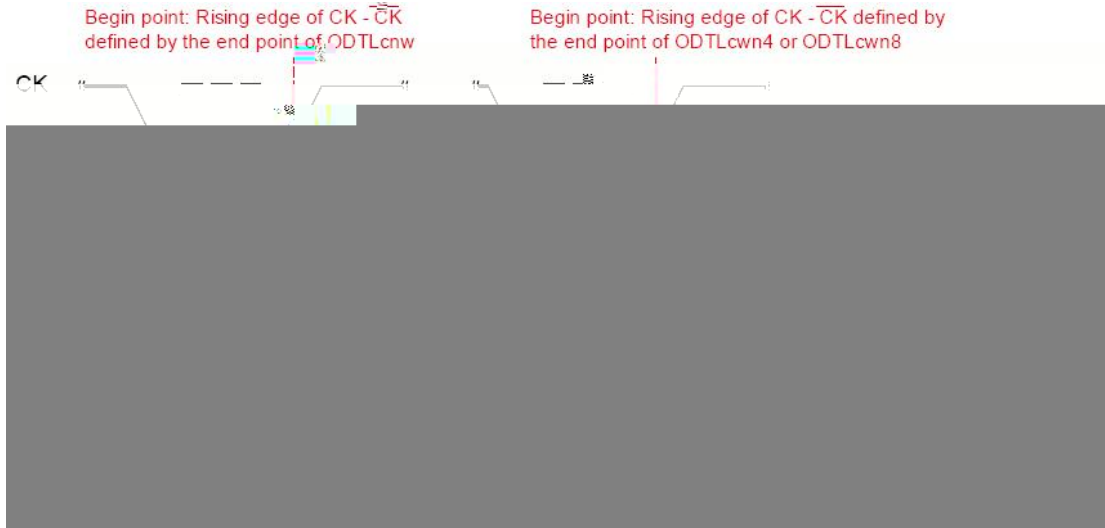 Begin point: Rising edge of CK - CK
defined by the end point of ODTLcnw
Begin point: Rising edge of CK - CK defined by
the end point of ODTLcwn4 or ODTLcwn8
CK